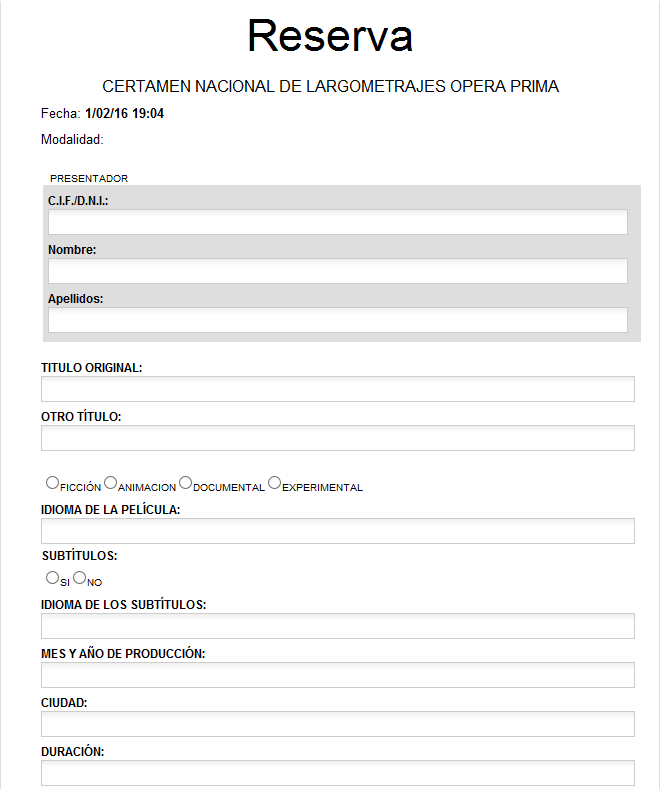 Reserva
CERTAMEN NACIONAL DE LARGOMETRAJES OPERA PRIMA
Fecha: 1/02/16 19:04
Modalidad:
PRESENTADOR
C.I.F./D.N.I.:
Nombre:
Apellidos:
TITULO ORIGINAL:
OTRO TÍTULO:
FICCIÓN ANIMACION DOCUMENTAL EXPERIMENTAL
IDIOMA DE LA PELÍCULA:
SUBTÍTULOS:
SI NO
IDIOMA DE LOS SUBTÍTULOS:
MES Y AÑO DE PRODUCCIÓN:
CIUDAD:
DURACIÓN: